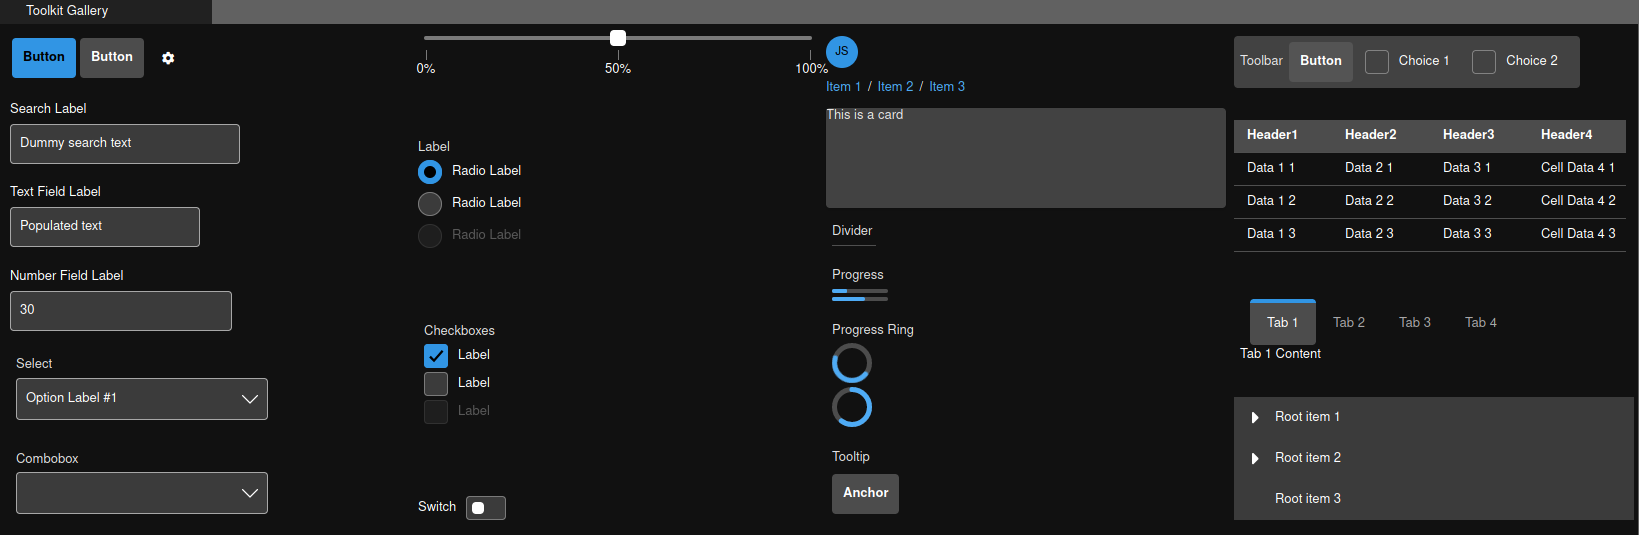 Toolkit Gallery
Button Button
Search Label
Dummy search text
Text Field Label
Populated text
Number Field Label
30
Select
Option Label #1
Combobox
0% 50% 100%
Label
Radio Label
Radio Label
Radio Label
Checkboxes
Label
Label
Label
Switch
JS
Item 1 / Item 2 / Item 3
This is a card
Divider
Progress
Progress Ring
Tooltip
Anchor
Toolbar Button Choice 1 Choice 2
Header1 Header2 Header3 Header4
Data 1 1 Data 2 1 Data 3 1 Cell Data 4 1
Data 1 2 Data 2 2 Data 3 2 Cell Data 4 2
Data 1 3 Data 2 3 Data 3 3 Cell Data 4 3
Tab 1 Tab 2 Tab 3 Tab 4
Tab 1 Content
Root item 1
Root item 2
Root item 3